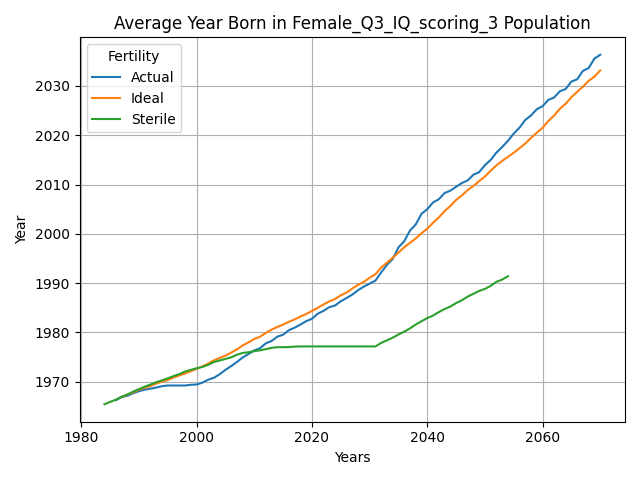 Average Year Born in Female_Q3_IQ_scoring_3 Population
Fertility
Actual
Ideal
Sterile
Year
2030
2020
2010
2000
1990
1980
1970
1980 2000 2020 2040 2060
Years